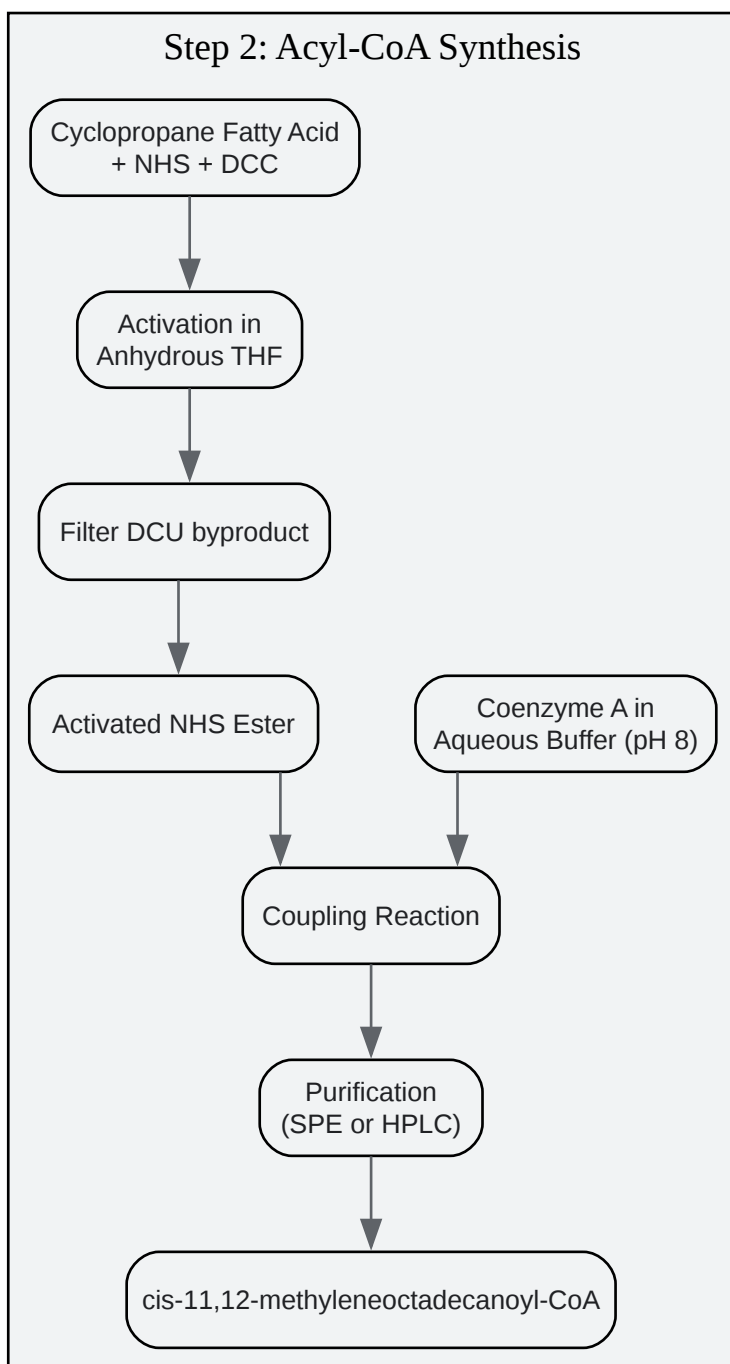 Step 2: Acyl-CoA Synthesis
Cyclopropane Fatty Acid
+ NHS + DCC
Activation in
Anhydrous THF
Filter DCU byproduct
Activated NHS Ester
Coenzyme A in
Aqueous Buffer (pH 8)
Coupling Reaction
Purification
(SPE or HPLC)
cis-11,12-methyleneoctadecanoyl-CoA